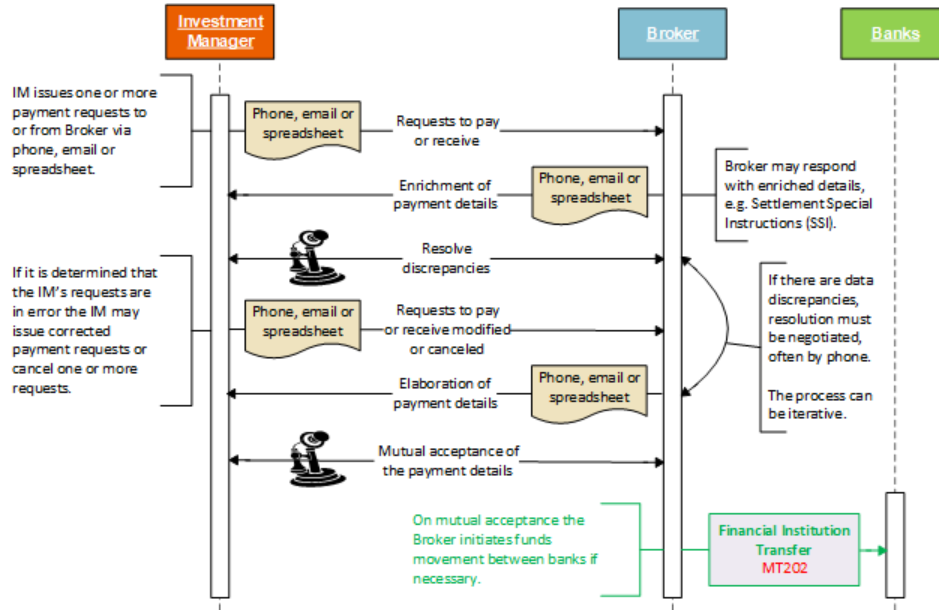 Investment
Manager
Broker
Banks
IM issues one or more
payment requests to
or from Broker via
phone, email or
spreadsheet.
Phone, email or
spreadsheet
Requests to pay
or receive
Enrichment of
payment details
Phone, email or
spreadsheet
Broker may respond
with enriched details,
e.g. Settlement Special
Instructions (SSI).
Resolve
discrepancies
If it is determined that
the IM's requests are
in error the IM may
issue corrected
payment requests or
cancel one or more
requests.
Phone, email or
spreadsheet
Requests to pay
or receive modified
or canceled
If there are data
discrepancies,
resolution must
be negotiated,
often by phone.
The process can
be iterative.
Elaboration of
payment details
Phone, email or
spreadsheet
Mutual acceptance of
the payment details
On mutual acceptance the
Broker initiates funds
movement between banks if
necessary.
Financial Institution
Transfer
MT202